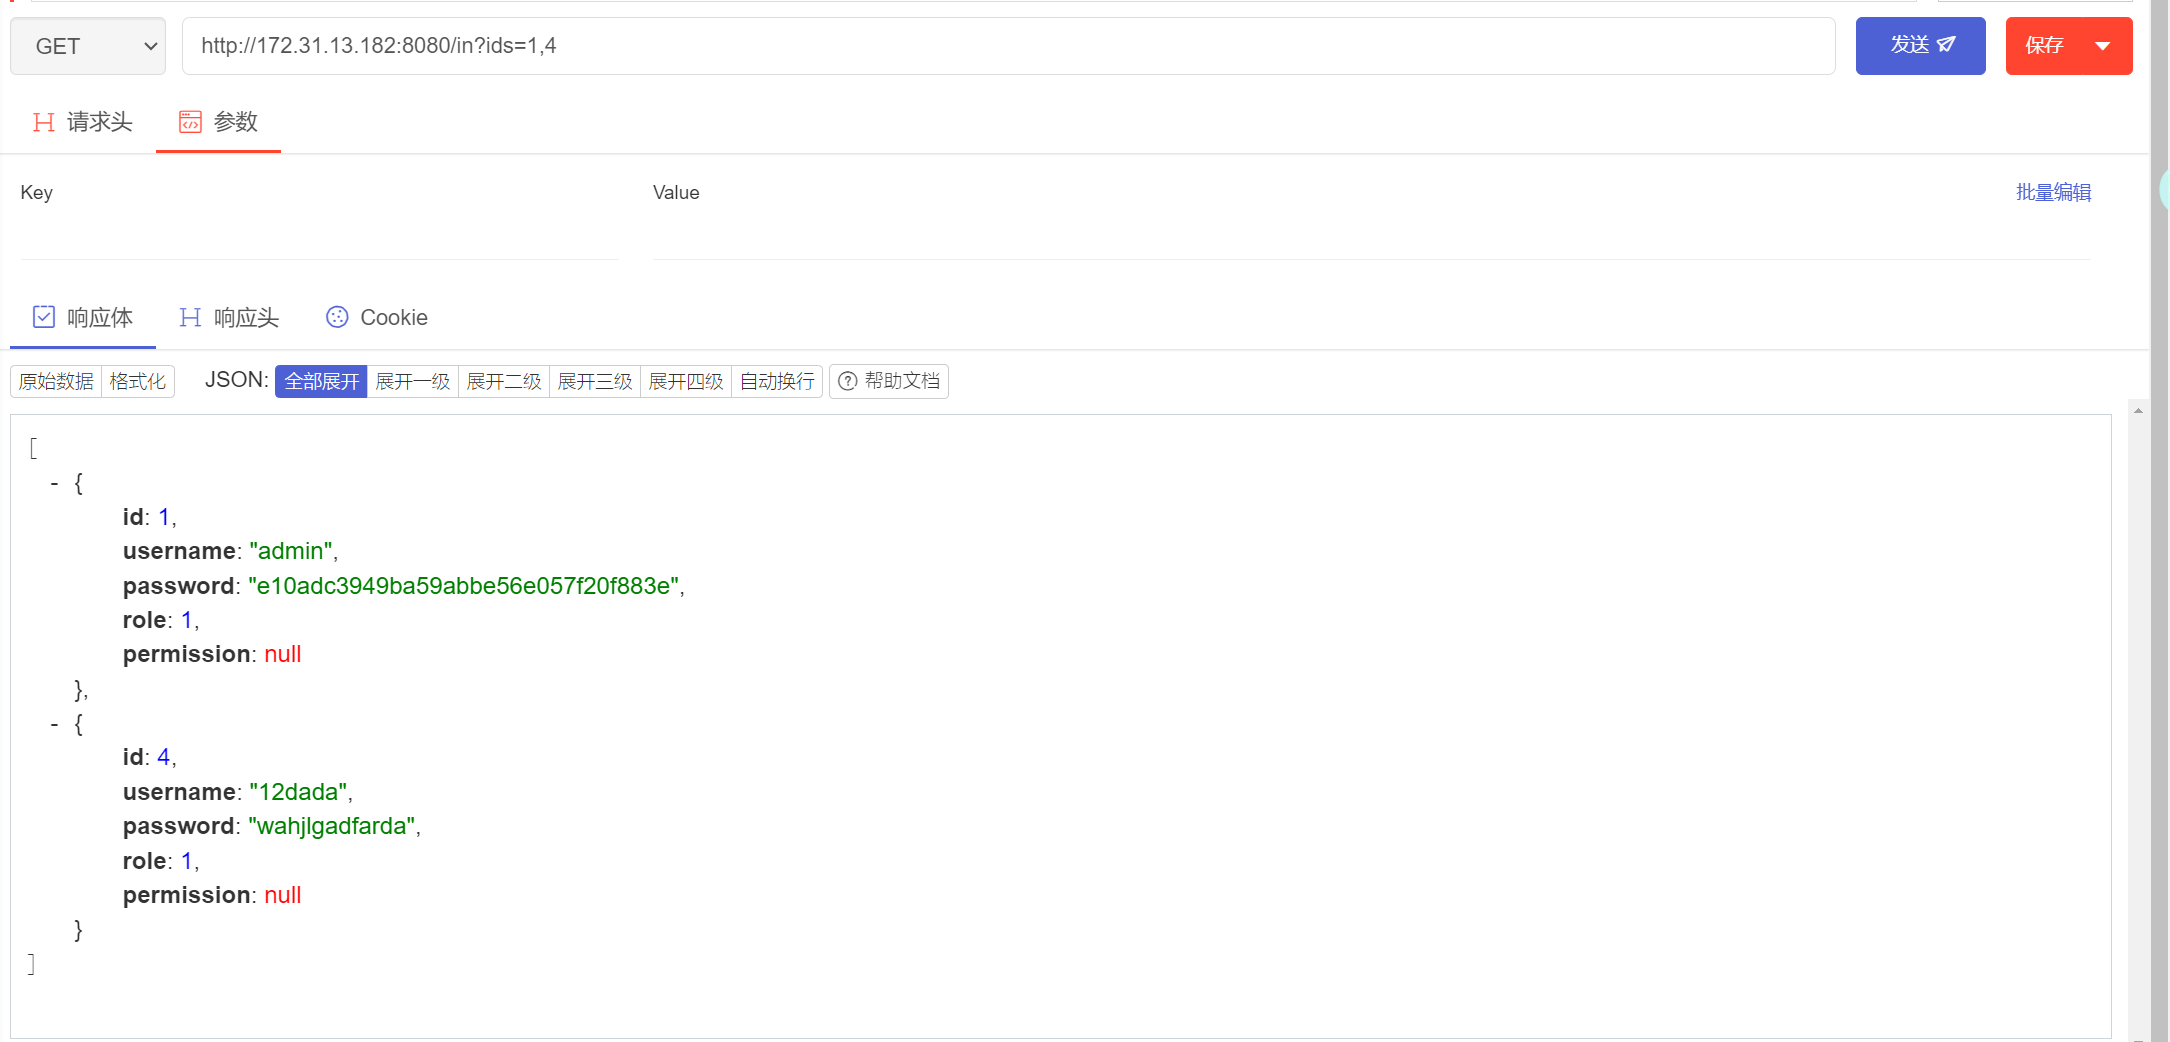 GET http://172.31.13.182:8080/in?ids=1,4 发送 保存
请求头 参数
Key Value 批量编辑
响应体 响应头 Cookie
原始数据 格式化 JSON: 全部展开 展开一级 展开二级 展开三级 展开四级 自动换行 帮助文档
[
- {
id: 1,
username: "admin",
password: "e10adc3949ba59abbe56e057f20f883e",
role: 1,
permission: null
},
- {
id: 4,
username: "12dada",
password: "wahjlgadfarda",
role: 1,
permission: null
}
]